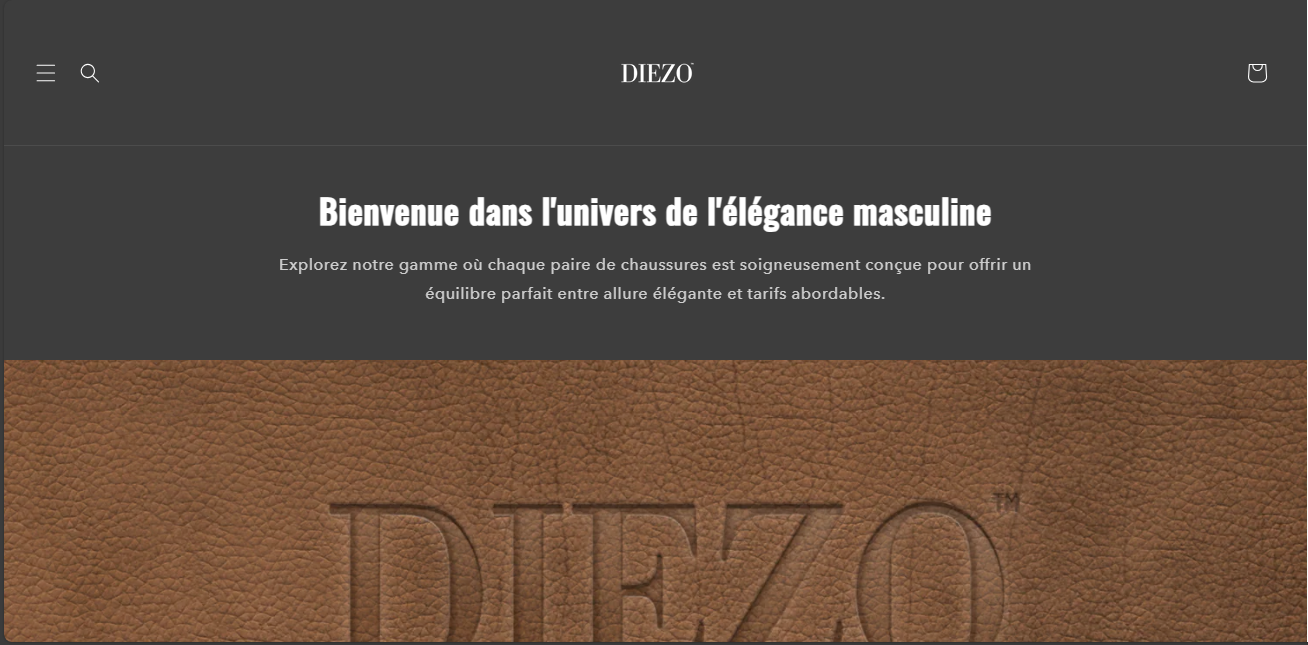 DIEZO™
Bienvenue dans l'univers de l'élégance masculine
Explorez notre gamme où chaque paire de chaussures est soigneusement conçue pour offrir un
équilibre parfait entre allure élégante et tarifs abordables.
DIEZO™